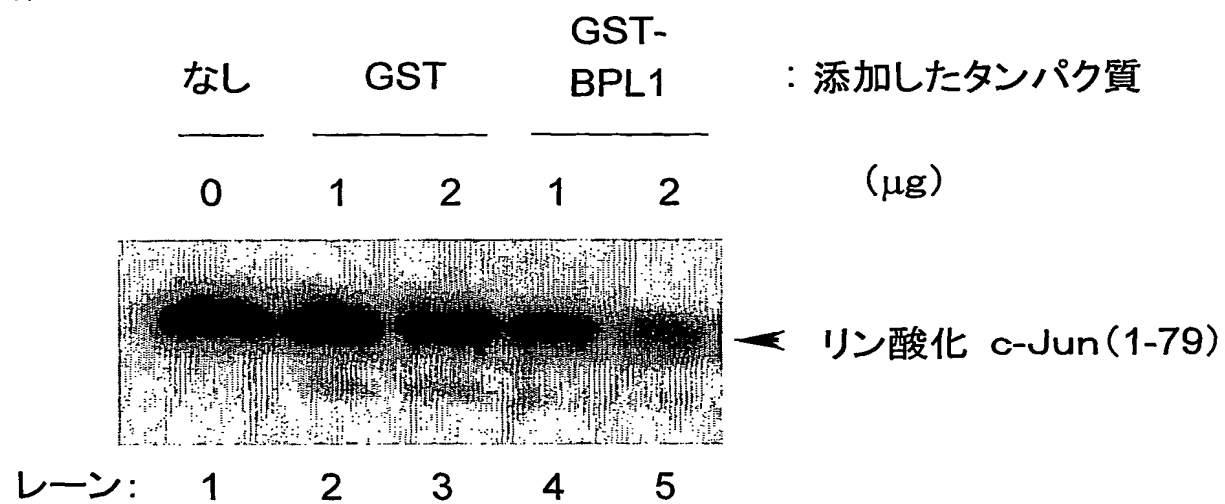 GST-
なし GST BPL1 : 添加したタンパク質
0 1 2 1 2 (μg)
リン酸化 c-Jun(1-79)
レーン: 1 2 3 4 5